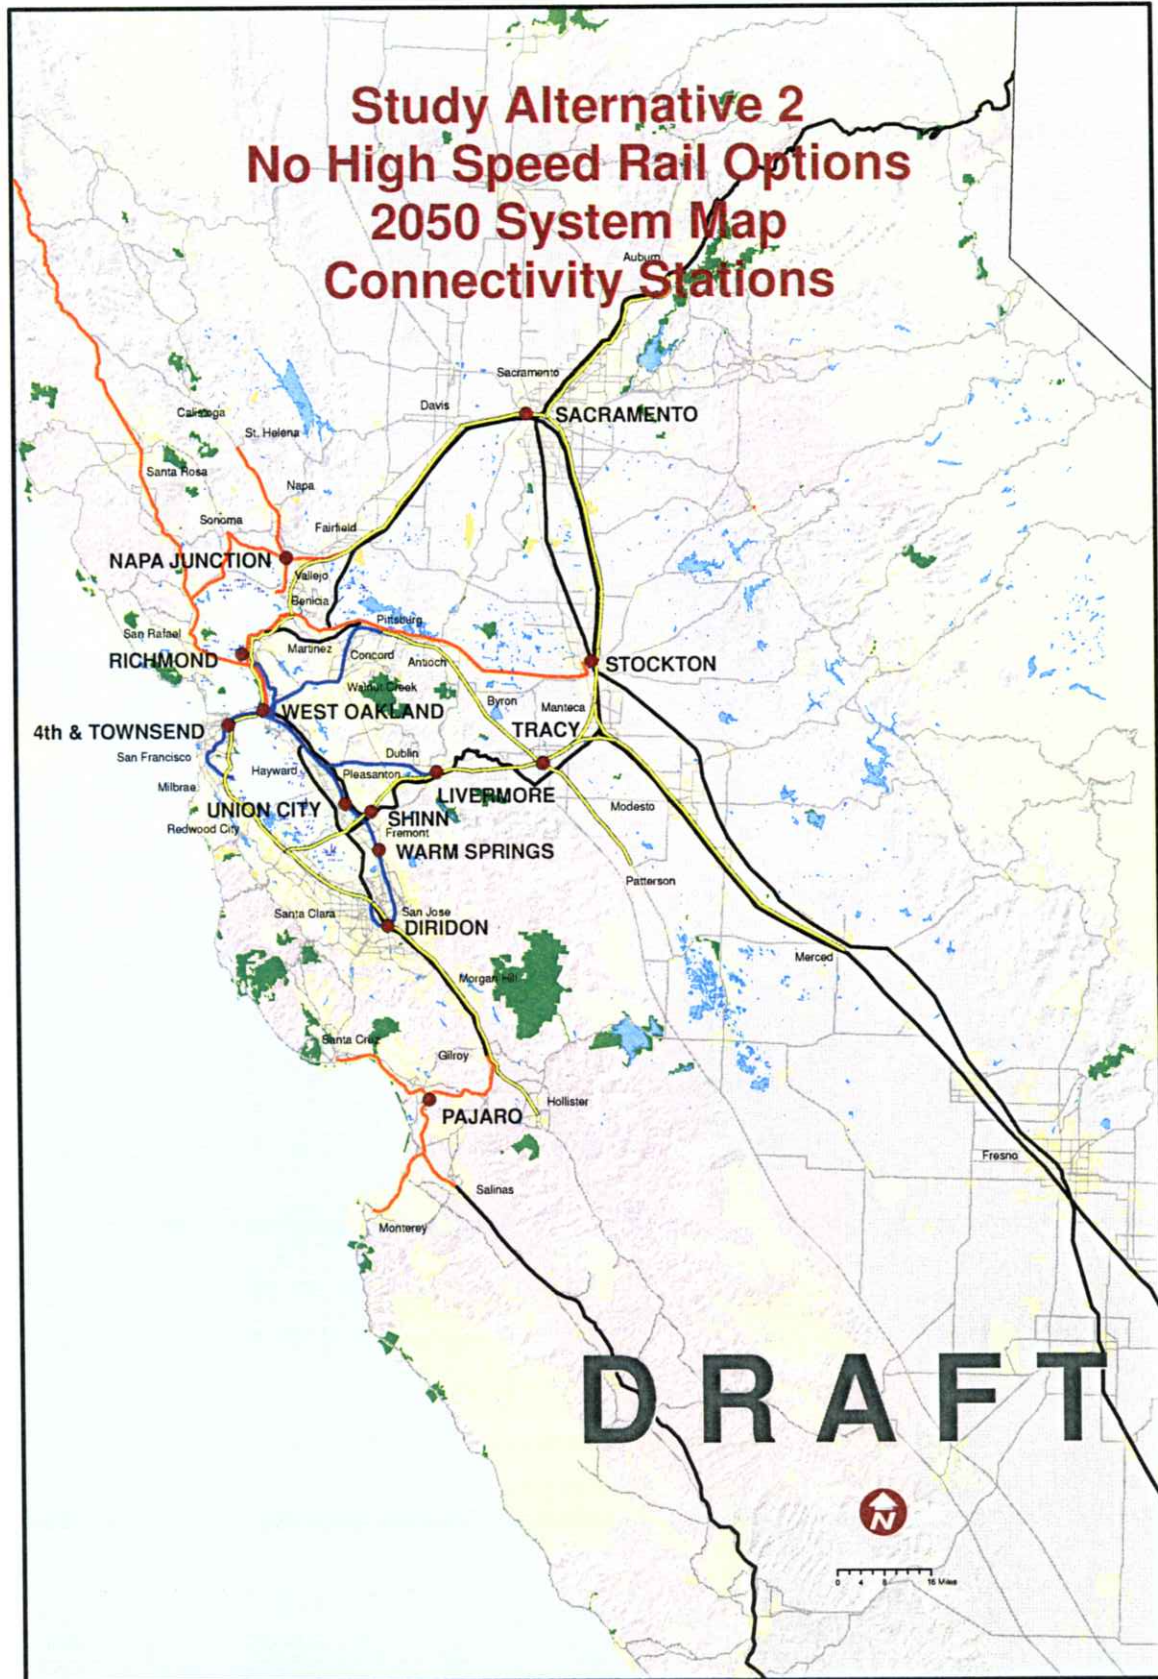 Study Alternative 2
No High Speed Rail Options
2050 System Map
Connectivity Stations
Auburn
Sacramento
SACRAMENTO
Davis
Calistoga
St. Helena
Santa Rosa
Napa
Sonoma
Fairfield
NAPA JUNCTION
Vallejo
Benicia
Pittsburg
San Rafael
Martinez
Concord
Antioch
RICHMOND
STOCKTON
Walnut Creek
Byron
Manteca
WEST OAKLAND
TRACY
4th & TOWNSEND
San Francisco
Dublin
Hayward
Pleasanton
Milbrae
LIVERMORE
UNION CITY
SHINN
Modesto
Redwood City
Fremont
WARM SPRINGS
Patterson
Santa Clara
San Jose
DIRIDON
Merced
Morgan Hill
Santa Cruz
Gilroy
Hollister
PAJARO
Fresno
Salinas
Monterey
DRAFT
N
0 4 8 16 Miles